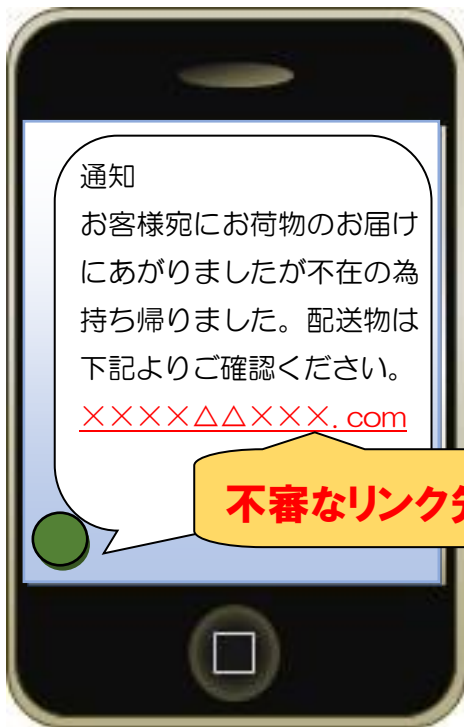 通知
お客様宛にお荷物のお届け
にあがりましたが不在の為
持ち帰りました。配送物は
下記よりご確認ください。
××××△△×××.com
不審なリンク先